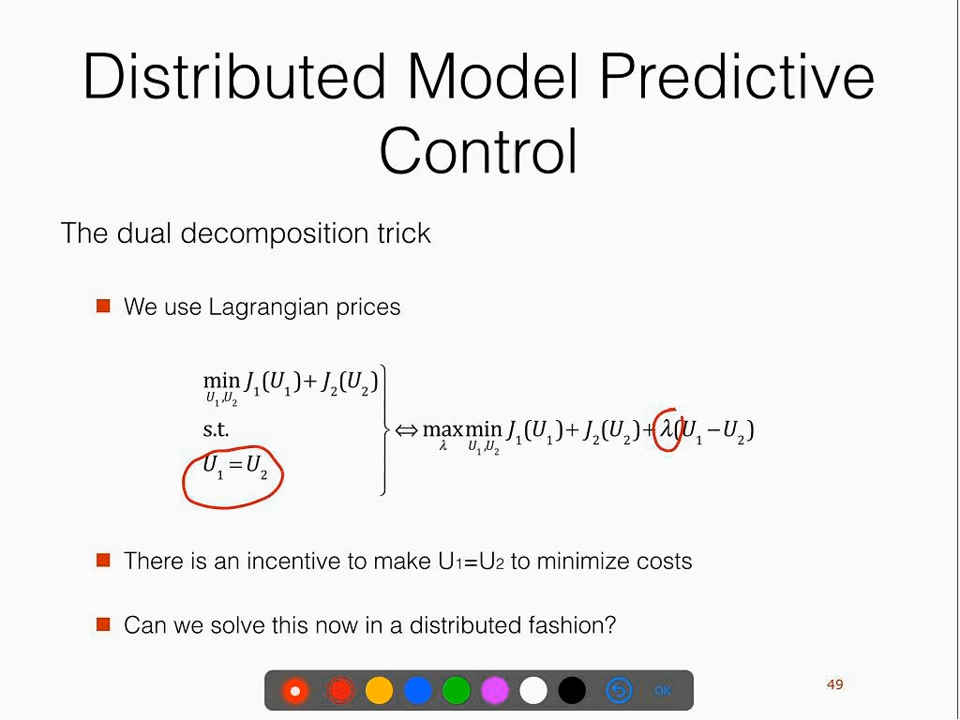 Distributed Model Predictive
Control
The dual decomposition trick
We use Lagrangian prices
min J₁(U₁) + J₂(U₂)
U₁,U₂
s.t.
U₁ = U₂
⇔ max min J₁(U₁) + J₂(U₂) + λ(U₁ − U₂)
λ U₁,U₂
There is an incentive to make U₁=U₂ to minimize costs
Can we solve this now in a distributed fashion?
OK
49